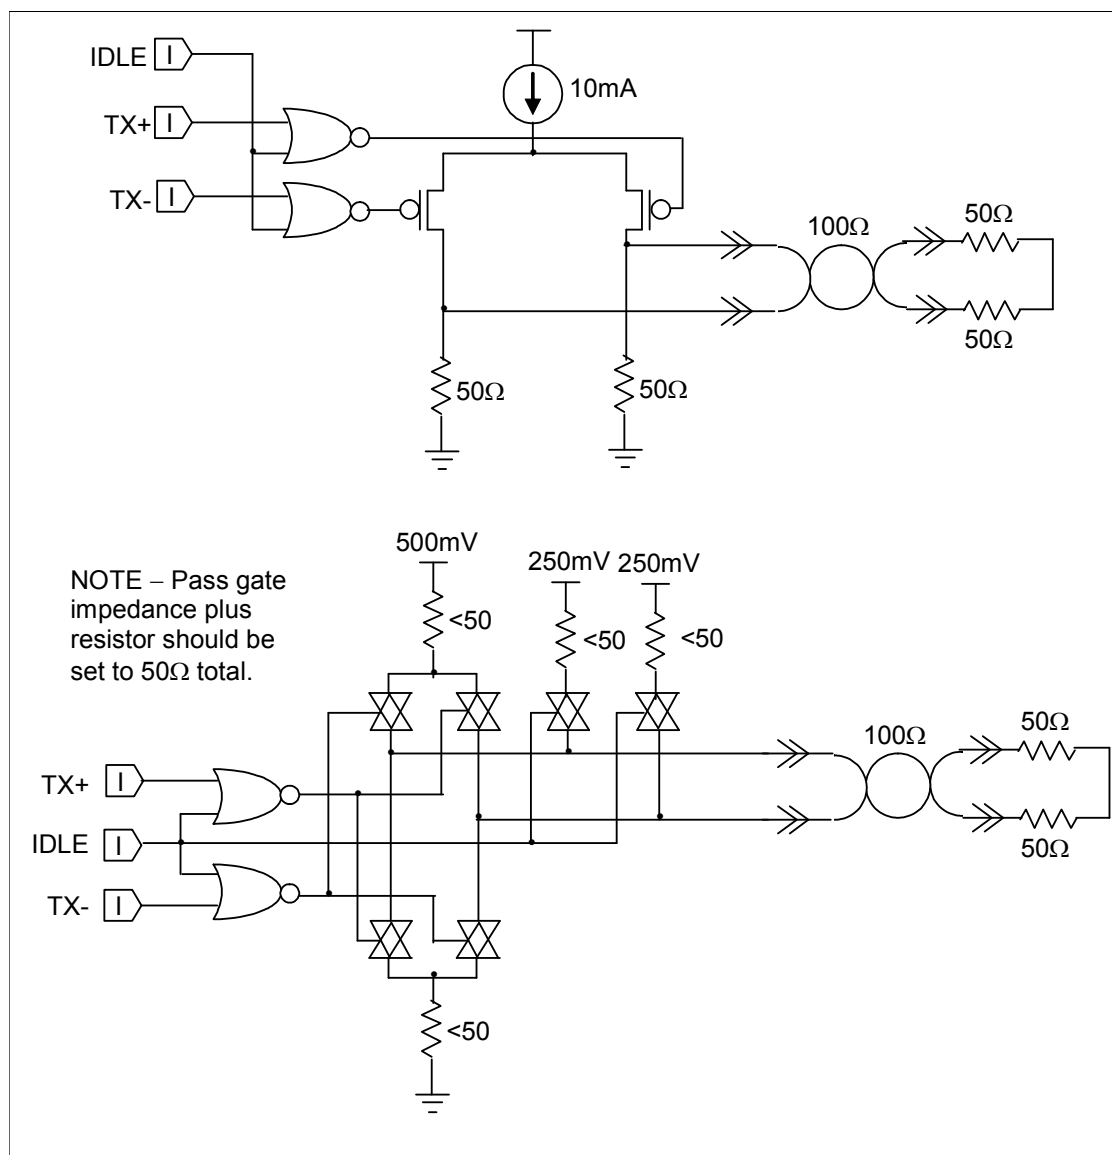 IDLE
I
10mA
TX+
I
TX-
I
50Ω
100Ω
50Ω
50Ω
50Ω
500mV
250mV
250mV
NOTE – Pass gate
impedance plus
resistor should be
set to 50Ω total.
<50
<50
<50
50Ω
100Ω
TX+
I
IDLE
I
50Ω
TX-
I
<50